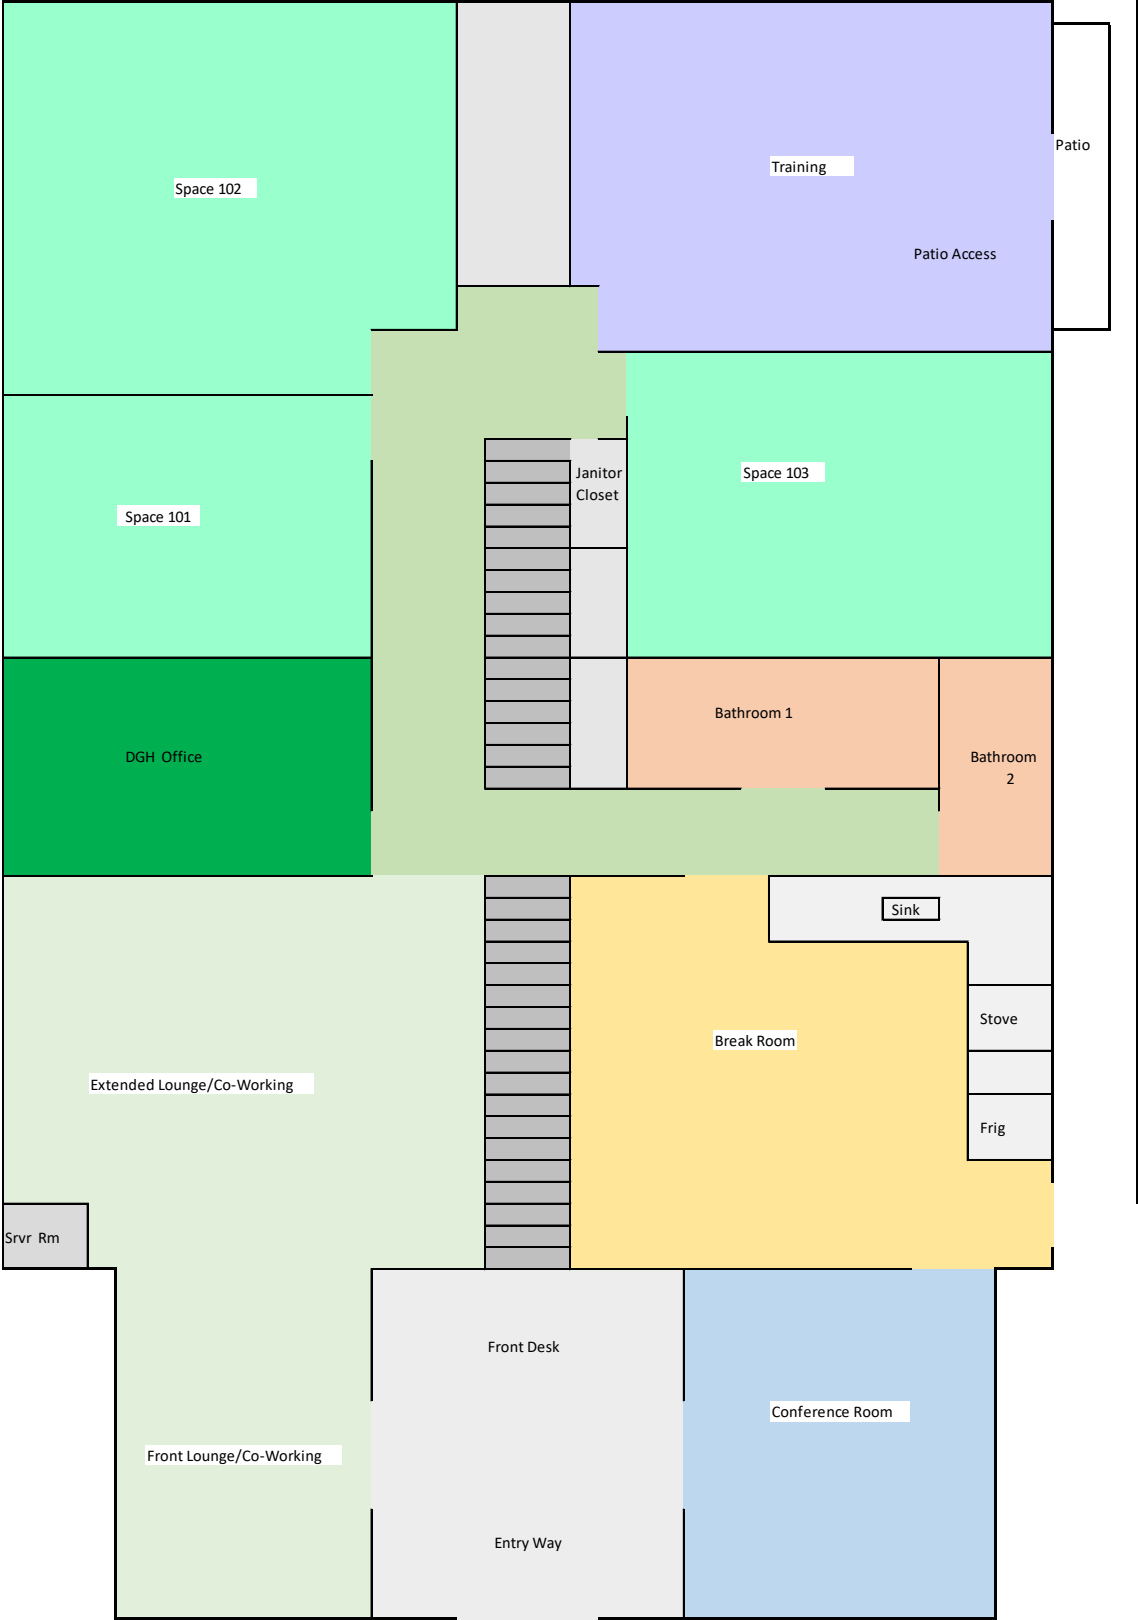 Patio
Training
Space 102
Patio Access
Janitor
Closet
Space 103
Space 101
Bathroom 1
DGH Office
Bathroom
2
Sink
Stove
Break Room
Extended Lounge/Co-Working
Frig
Srvr Rm
Front Desk
Conference Room
Front Lounge/Co-Working
Entry Way